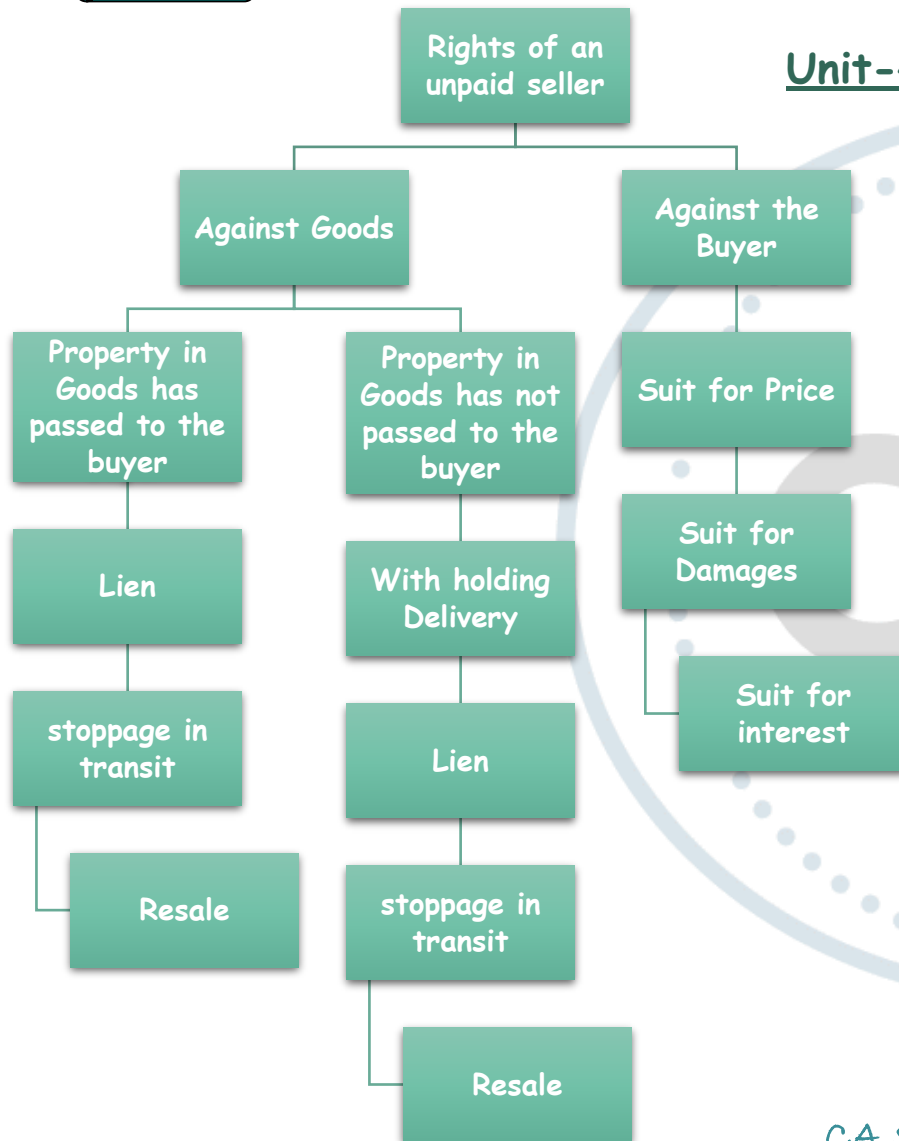 Rights of an
unpaid seller
Unit--
Against Goods
Against the
Buyer
Property in
Goods has
passed to the
buyer
Property in
Goods has not
passed to the
buyer
Suit for Price
Lien
With holding
Delivery
Suit for
Damages
stoppage in
transit
Lien
Suit for
interest
Resale
stoppage in
transit
Resale
CA